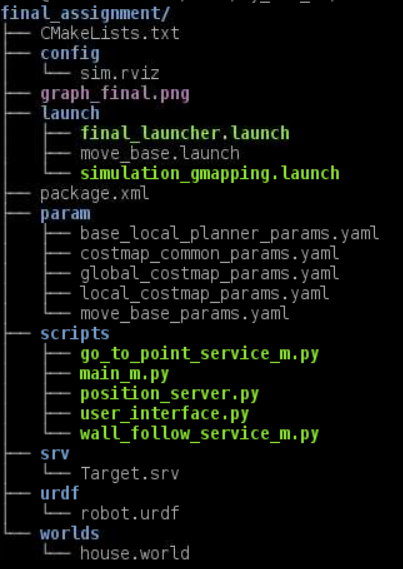 final_assignment/
├── CMakeLists.txt
├── config
│   └── sim.rviz
├── graph_final.png
├── launch
│   ├── final_launcher.launch
│   ├── move_base.launch
│   └── simulation_gmapping.launch
├── package.xml
├── param
│   ├── base_local_planner_params.yaml
│   ├── costmap_common_params.yaml
│   ├── global_costmap_params.yaml
│   ├── local_costmap_params.yaml
│   └── move_base_params.yaml
├── scripts
│   ├── go_to_point_service_m.py
│   ├── main_m.py
│   ├── position_server.py
│   ├── user_interface.py
│   └── wall_follow_service_m.py
├── srv
│   └── Target.srv
├── urdf
│   └── robot.urdf
└── worlds
    └── house.world